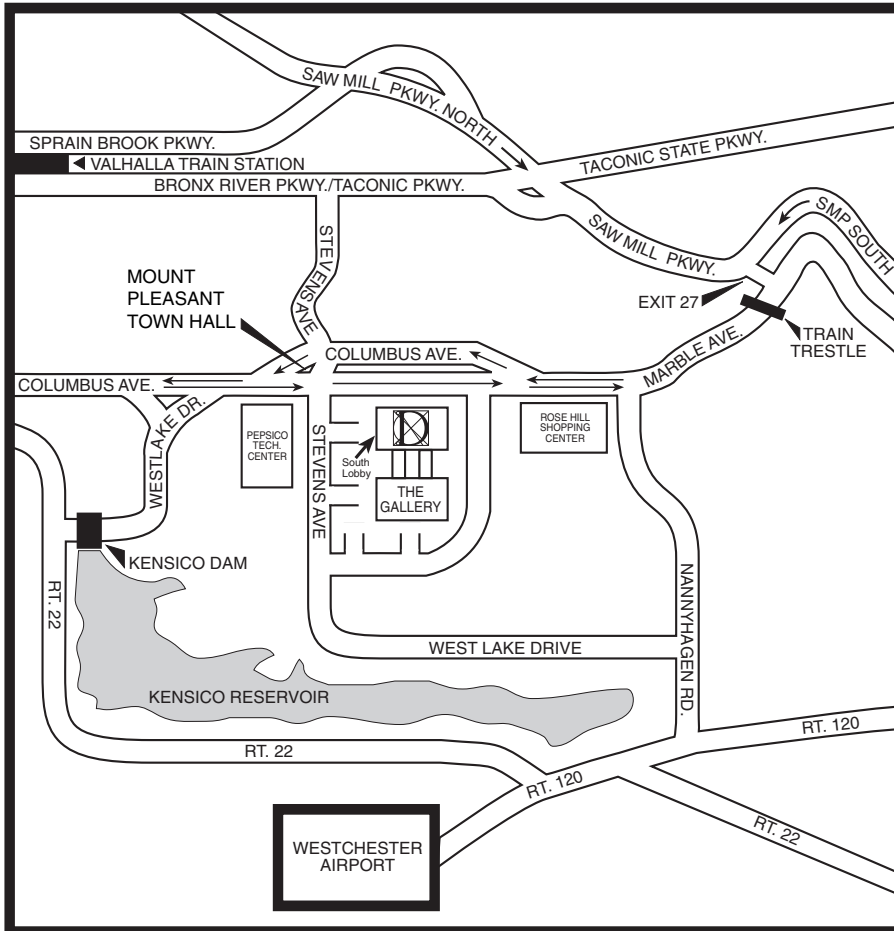 SAW MILL PKWY. NORTH
SPRAIN BROOK PKWY.
VALHALLA TRAIN STATION
TACONIC STATE PKWY.
BRONX RIVER PKWY./TACONIC PKWY.
SMP SOUTH
SAW MILL PKWY.
STEVENS AVE
MOUNT
PLEASANT
TOWN HALL
EXIT 27
TRAIN
TRESTLE
MARBLE AVE.
COLUMBUS AVE.
COLUMBUS AVE.
WESTLAKE DR.
PEPSICO
TECH.
CENTER
STEVENS AVE
South
Lobby
THE
GALLERY
ROSE HILL
SHOPPING
CENTER
KENSICO DAM
RT. 22
NANNYHAGEN RD.
WEST LAKE DRIVE
KENSICO RESERVOIR
RT. 22
RT. 120
RT. 120
RT. 22
WESTCHESTER
AIRPORT